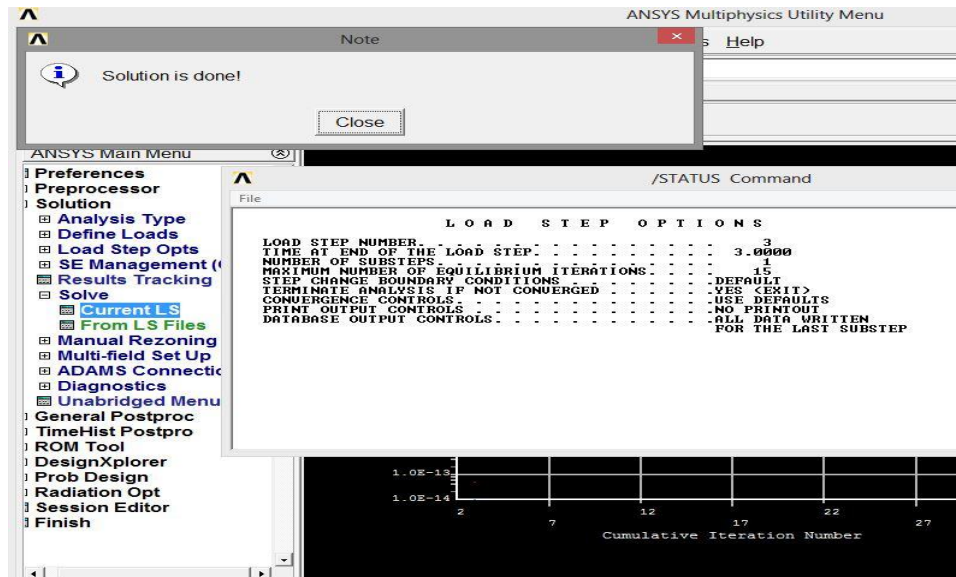 ANSYS Multiphysics Utility Menu
Note
s Help
Solution is done!
Close
ANSYS Main Menu
Preferences
Preprocessor
Solution
Analysis Type
Define Loads
Load Step Opts
SE Management (
Results Tracking
Solve
Current LS
From LS Files
Manual Rezoning
Multi-field Set Up
ADAMS Connectic
Diagnostics
Unabridged Menu
General Postproc
TimeHist Postpro
ROM Tool
DesignXplorer
Prob Design
Radiation Opt
Session Editor
Finish
/STATUS Command
File
L O A D   S T E P   O P T I O N S
LOAD STEP NUMBER. . . . . . . . . . . . . . . . 3
TIME AT END OF THE LOAD STEP. . . . . . . . . . 3.0000
NUMBER OF SUBSTEPS. . . . . . . . . . . . . . . 1
MAXIMUM NUMBER OF EQUILIBRIUM ITERATIONS. . . . 15
STEP CHANGE BOUNDARY CONDITIONS . . . . . . . .DEFAULT
TERMINATE ANALYSIS IF NOT CONVERGED . . . . . .YES (EXIT)
CONVERGENCE CONTROLS. . . . . . . . . . . . . .USE DEFAULTS
PRINT OUTPUT CONTROLS . . . . . . . . . . . . .NO PRINTOUT
DATABASE OUTPUT CONTROLS. . . . . . . . . . . .ALL DATA WRITTEN
FOR THE LAST SUBSTEP
1.0E-13
1.0E-14
2 12 22
7 17 27
Cumulative Iteration Number